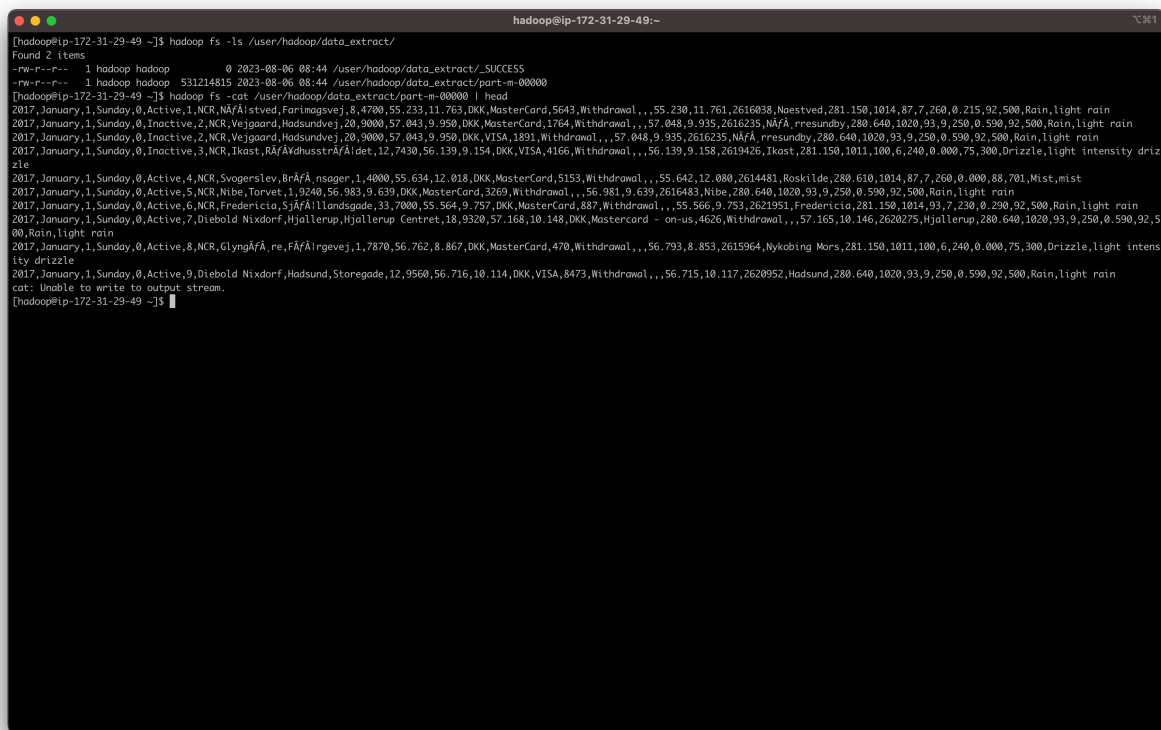 hadoop@ip-172-31-29-49:~
⌥⌘1
[hadoop@ip-172-31-29-49 ~]$ hadoop fs -ls /user/hadoop/data_extract/
Found 2 items
-rw-r--r--   1 hadoop hadoop          0 2023-08-06 08:44 /user/hadoop/data_extract/_SUCCESS
-rw-r--r--   1 hadoop hadoop  531214815 2023-08-06 08:44 /user/hadoop/data_extract/part-m-00000
[hadoop@ip-172-31-29-49 ~]$ hadoop fs -cat /user/hadoop/data_extract/part-m-00000 | head
2017,January,1,Sunday,0,Active,1,NCR,NÃƒÂ¦stved,Farimagsvej,8,4700,55.233,11.763,DKK,MasterCard,5643,Withdrawal,,,55.230,11.761,2616038,Naestved,281.150,1014,87,7,260,0.215,92,500,Rain,light rain
2017,January,1,Sunday,0,Inactive,2,NCR,Vejgaard,Hadsundvej,20,9000,57.043,9.950,DKK,MasterCard,1764,Withdrawal,,,57.048,9.935,2616235,NÃƒÂ¸rresundby,280.640,1020,93,9,250,0.590,92,500,Rain,light rain
2017,January,1,Sunday,0,Inactive,2,NCR,Vejgaard,Hadsundvej,20,9000,57.043,9.950,DKK,VISA,1891,Withdrawal,,,57.048,9.935,2616235,NÃƒÂ¸rresundby,280.640,1020,93,9,250,0.590,92,500,Rain,light rain
2017,January,1,Sunday,0,Inactive,3,NCR,Ikast,RÃƒÂ¥dhusstrÃƒÂ¦det,12,7430,56.139,9.154,DKK,VISA,4166,Withdrawal,,,56.139,9.158,2619426,Ikast,281.150,1011,100,6,240,0.000,75,300,Drizzle,light intensity driz
zle
2017,January,1,Sunday,0,Active,4,NCR,Svogerslev,BrÃƒÂ¸nsager,1,4000,55.634,12.018,DKK,MasterCard,5153,Withdrawal,,,55.642,12.080,2614481,Roskilde,280.610,1014,87,7,260,0.000,88,701,Mist,mist
2017,January,1,Sunday,0,Active,5,NCR,Nibe,Torvet,1,9240,56.983,9.639,DKK,MasterCard,3269,Withdrawal,,,56.981,9.639,2616483,Nibe,280.640,1020,93,9,250,0.590,92,500,Rain,light rain
2017,January,1,Sunday,0,Active,6,NCR,Fredericia,SjÃƒÂ¦llandsgade,33,7000,55.564,9.757,DKK,MasterCard,887,Withdrawal,,,55.566,9.753,2621951,Fredericia,281.150,1014,93,7,230,0.290,92,500,Rain,light rain
2017,January,1,Sunday,0,Active,7,Diebold Nixdorf,Hjallerup,Hjallerup Centret,18,9320,57.168,10.148,DKK,Mastercard - on-us,4626,Withdrawal,,,57.165,10.146,2620275,Hjallerup,280.640,1020,93,9,250,0.590,92,5
00,Rain,light rain
2017,January,1,Sunday,0,Active,8,NCR,GlyngÃƒÂ¸re,FÃƒÂ¦rgevej,1,7870,56.762,8.867,DKK,MasterCard,470,Withdrawal,,,56.793,8.853,2615964,Nykobing Mors,281.150,1011,100,6,240,0.000,75,300,Drizzle,light intens
ity drizzle
2017,January,1,Sunday,0,Active,9,Diebold Nixdorf,Hadsund,Storegade,12,9560,56.716,10.114,DKK,VISA,8473,Withdrawal,,,56.715,10.117,2620952,Hadsund,280.640,1020,93,9,250,0.590,92,500,Rain,light rain
cat: Unable to write to output stream.
[hadoop@ip-172-31-29-49 ~]$